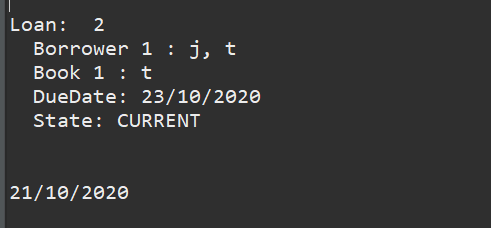 Loan:  2
  Borrower 1 : j, t
  Book 1 : t
  DueDate: 23/10/2020
  State: CURRENT
21/10/2020